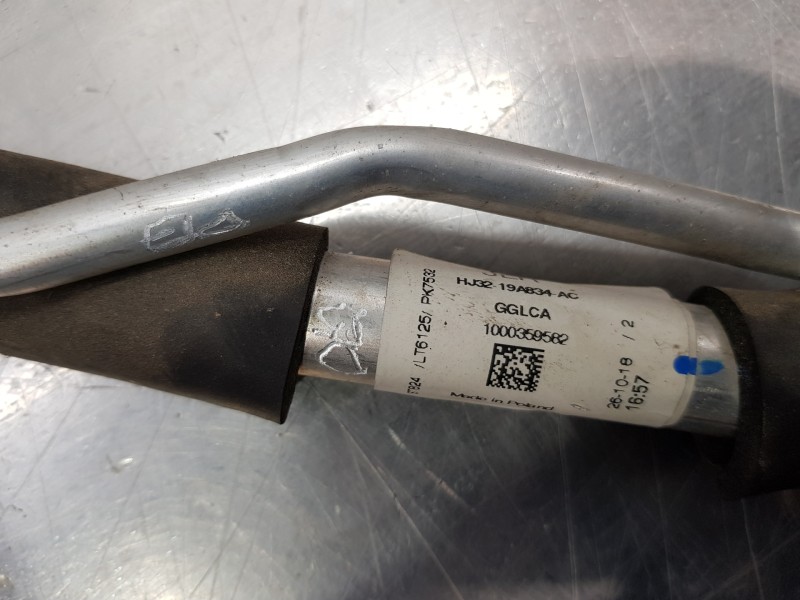 HJ32-19A834-AC
GGLCA
1000359582
Made in Poland
/LT6125/ PK7532
26-10-18 / 2
16:57